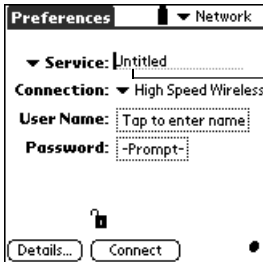 Preferences Network
Service: Untitled
Connection: High Speed Wireless
User Name: Tap to enter name
Password: -Prompt-
Details... Connect